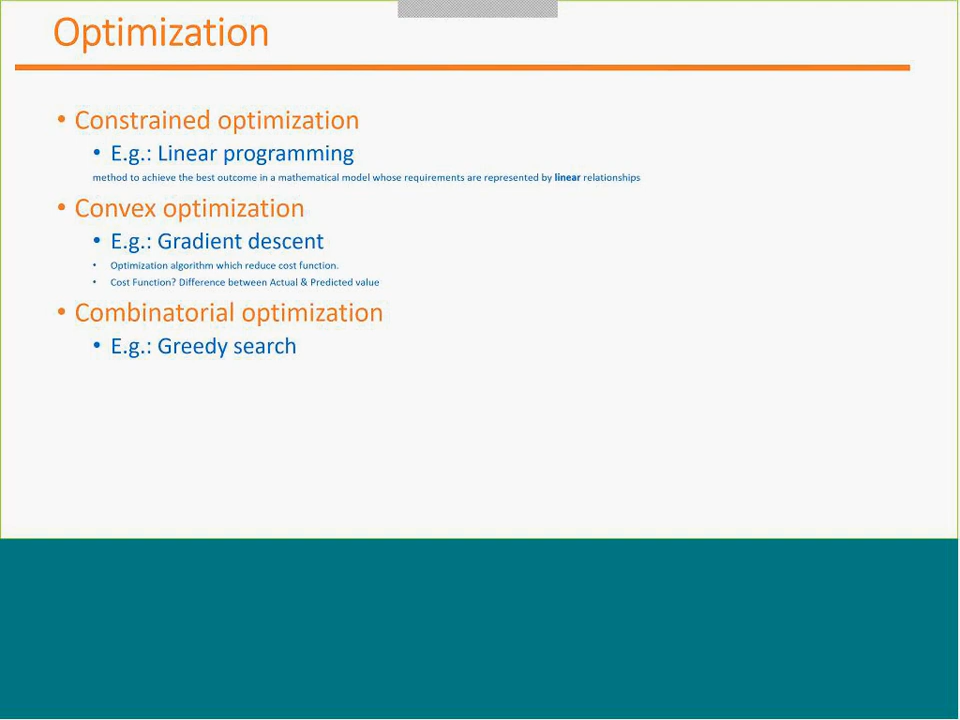 Optimization
• Constrained optimization
• E.g.: Linear programming
method to achieve the best outcome in a mathematical model whose requirements are represented by linear relationships
• Convex optimization
• E.g.: Gradient descent
• Optimization algorithm which reduce cost function.
• Cost Function? Difference between Actual & Predicted value
• Combinatorial optimization
• E.g.: Greedy search